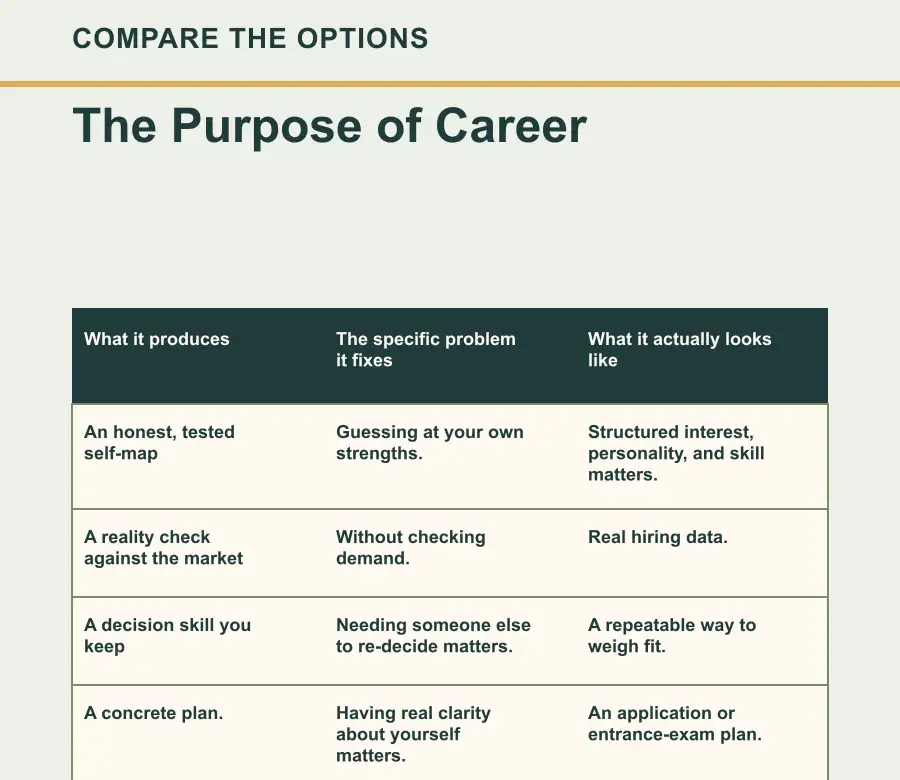 COMPARE THE OPTIONS
The Purpose of Career
What it produces
The specific problem
it fixes
What it actually looks
like
An honest, tested
self-map
Guessing at your own
strengths.
Structured interest,
personality, and skill
matters.
A reality check
against the market
Without checking
demand.
Real hiring data.
A decision skill you
keep
Needing someone else
to re-decide matters.
A repeatable way to
weigh fit.
A concrete plan.
Having real clarity
about yourself
matters.
An application or
entrance-exam plan.